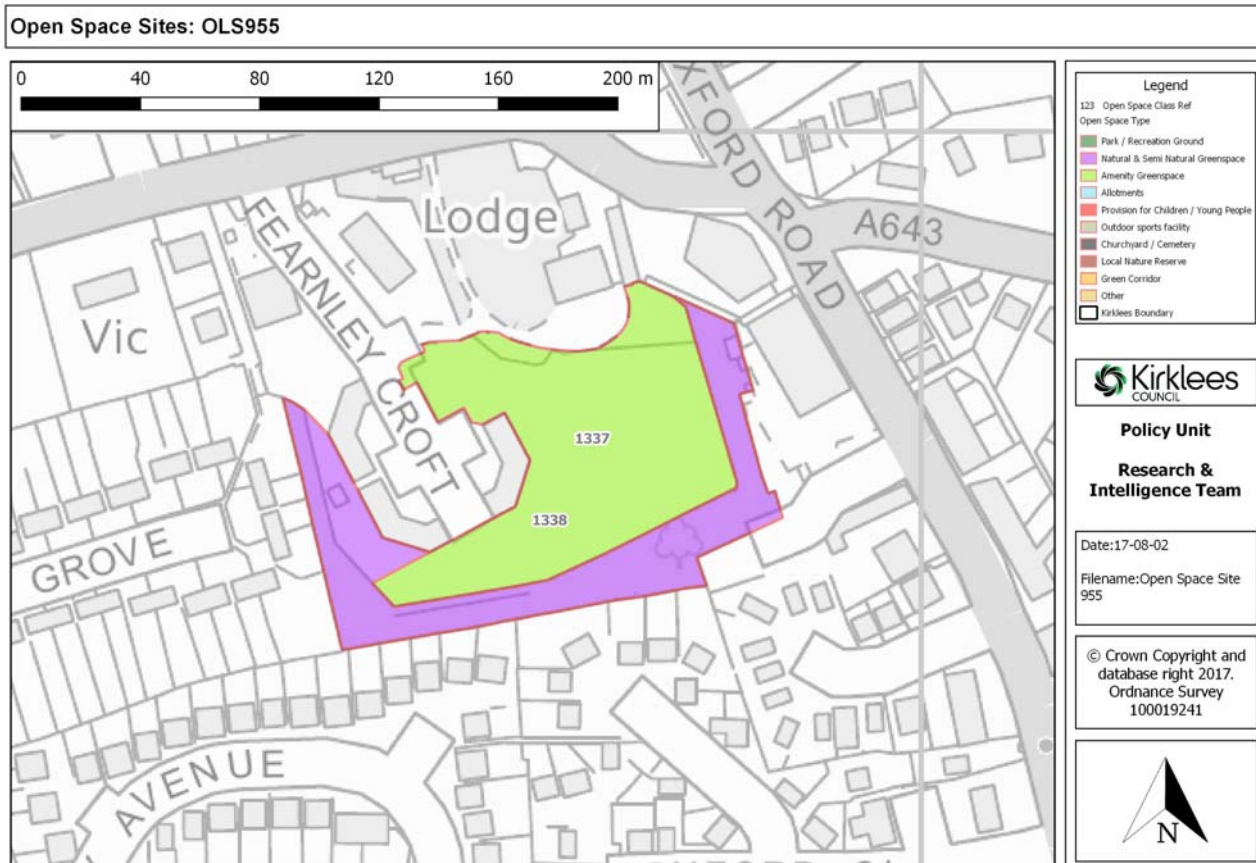 Open Space Sites: OLS955
0 40 80 120 160 200 m
XFORD ROAD
A643
Lodge
FEARNLEY CROFT
Vic
1337
1338
GROVE
AVENUE
Legend
123 Open Space Class Ref
Open Space Type
Park / Recreation Ground
Natural & Semi Natural Greenspace
Amenity Greenspace
Allotments
Provision for Children / Young People
Outdoor sports facility
Churchyard / Cemetery
Local Nature Reserve
Green Corridor
Other
Kirklees Boundary
Kirklees
COUNCIL
Policy Unit
Research &
Intelligence Team
Date:17-08-02
Filename:Open Space Site
955
© Crown Copyright and
database right 2017.
Ordnance Survey
100019241
N